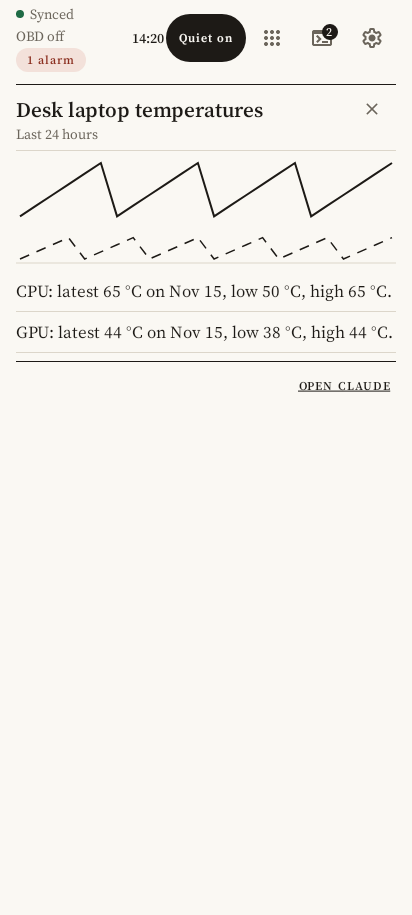 Synced
OBD off
1 alarm
14:20
Quiet on
2
Desk laptop temperatures
Last 24 hours
CPU: latest 65 °C on Nov 15, low 50 °C, high 65 °C.
GPU: latest 44 °C on Nov 15, low 38 °C, high 44 °C.
OPEN CLAUDE